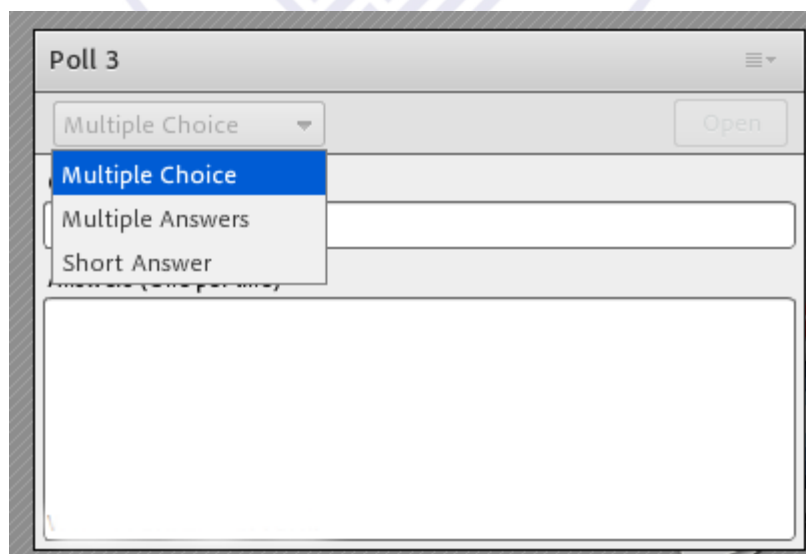 Poll 3
Multiple Choice
Open
Multiple Choice
Multiple Answers
Short Answer